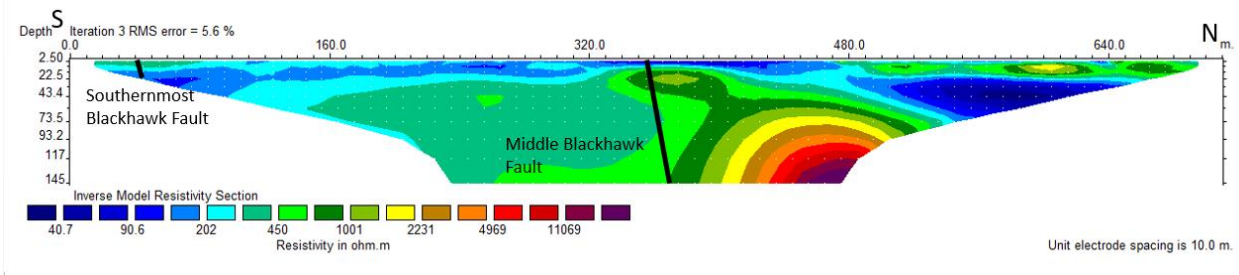 S
Depth Iteration 3 RMS error = 5.6 %
0.0 160.0 320.0 480.0 640.0 N m.
2.50
22.5
43.4
73.5
93.2
117.
145.
Southernmost
Blackhawk Fault
Middle Blackhawk
Fault
Inverse Model Resistivity Section
40.7 90.6 202 450 1001 2231 4969 11069
Resistivity in ohm.m
Unit electrode spacing is 10.0 m.